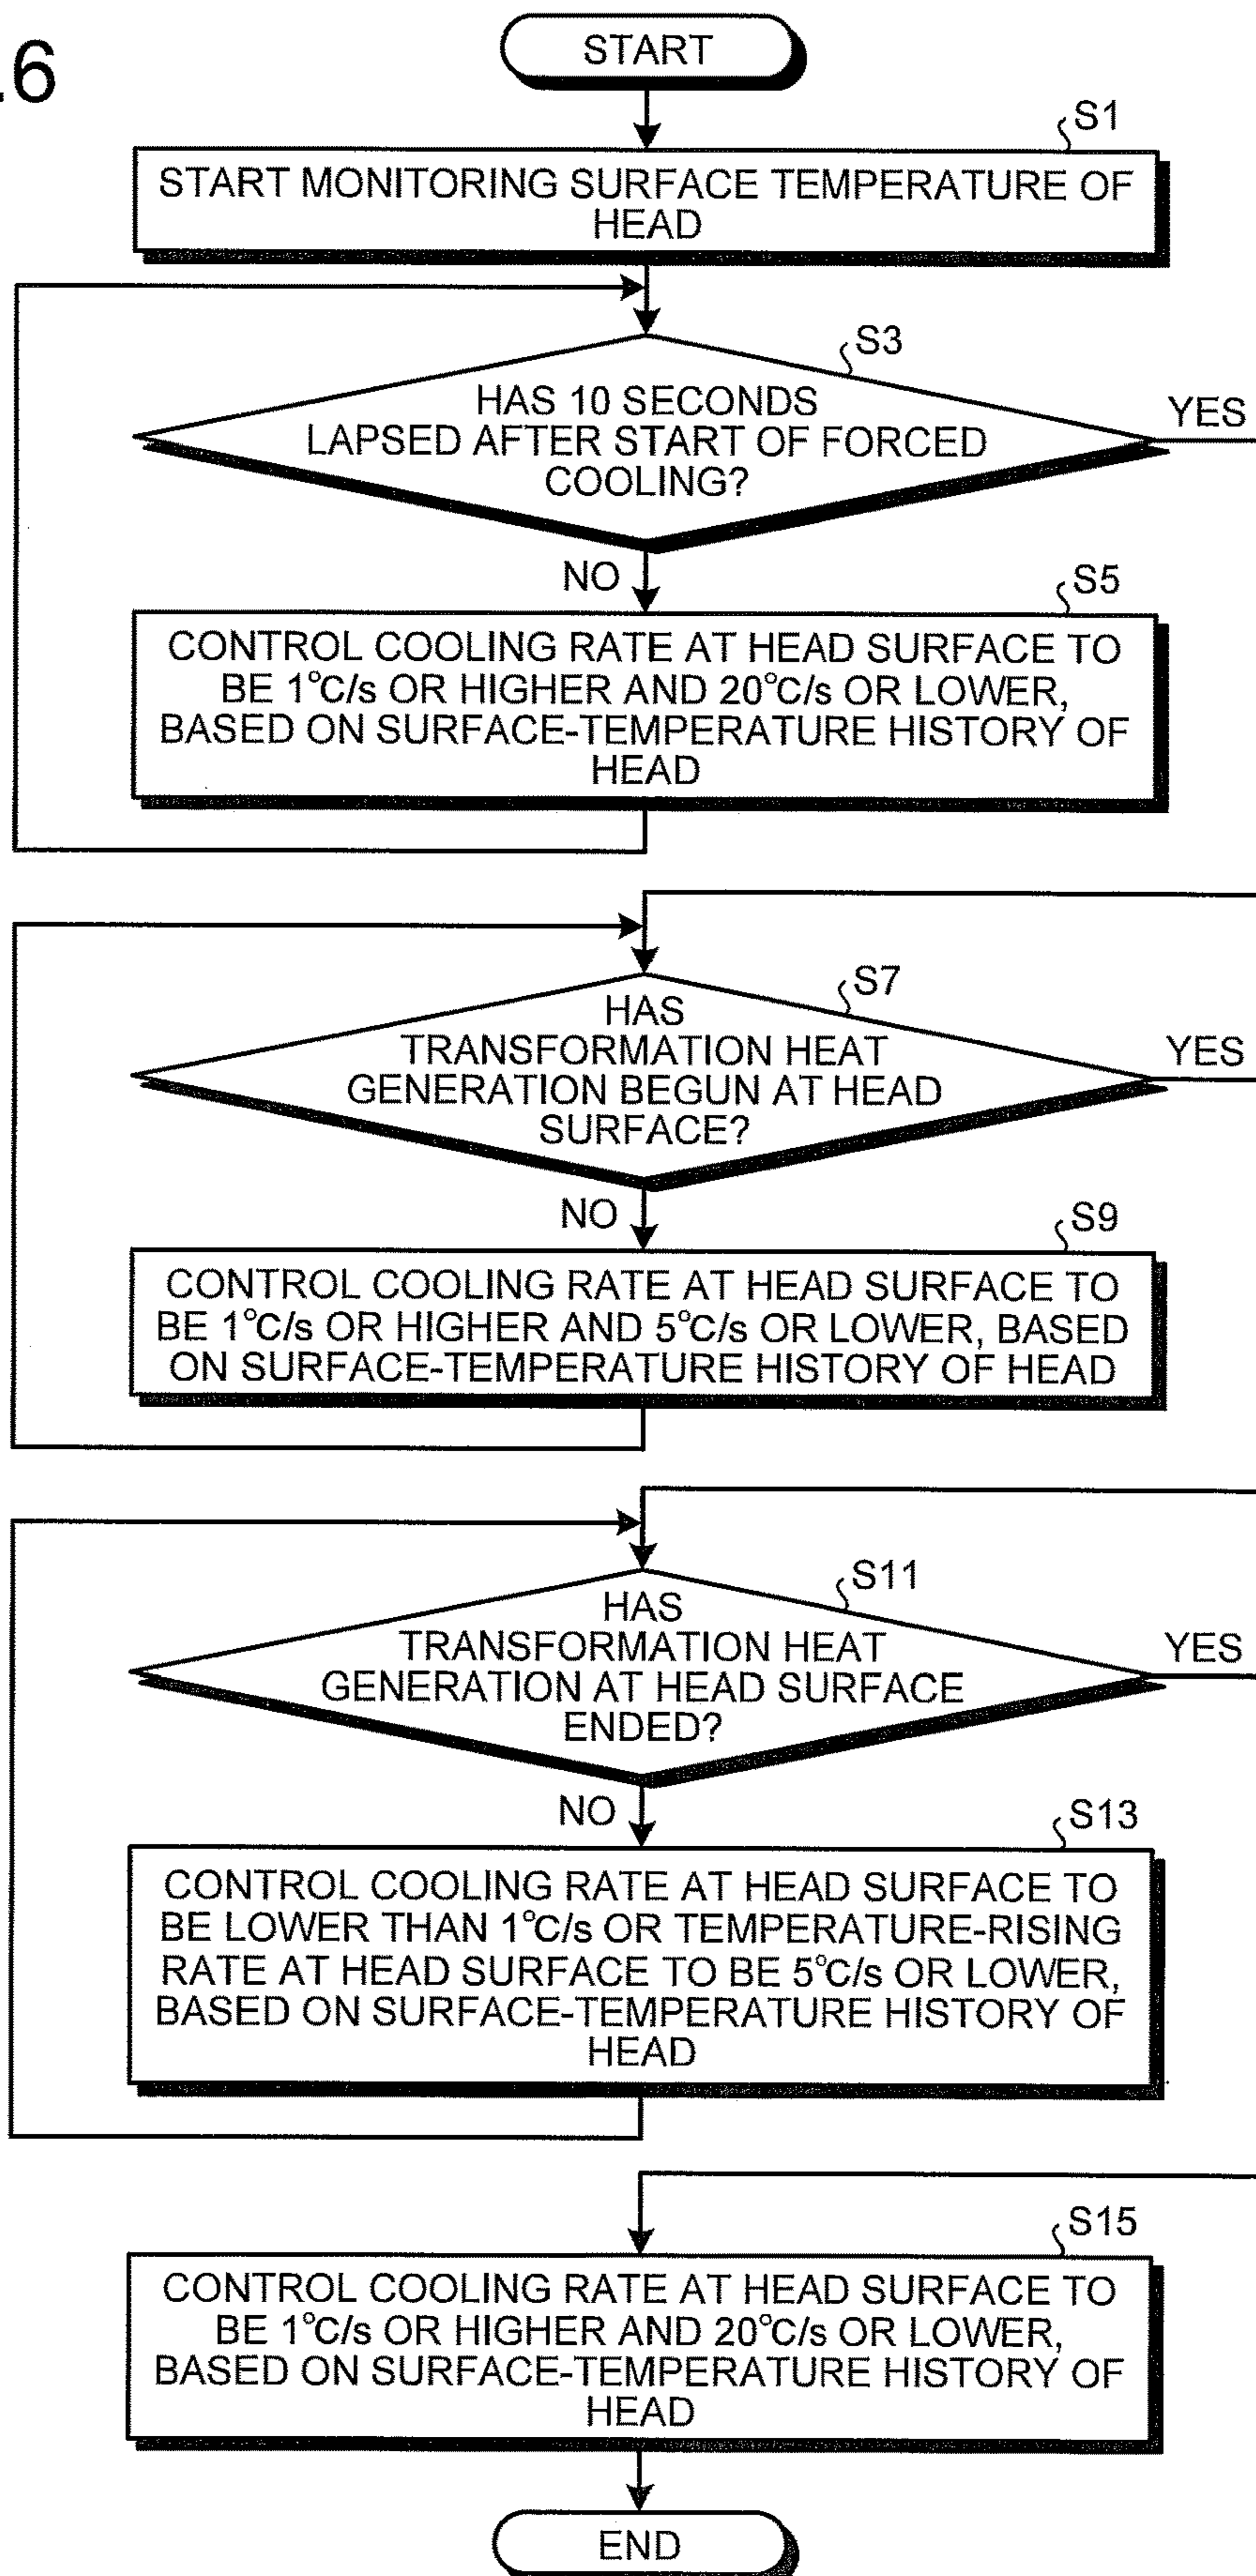 .6
START
S1
START MONITORING SURFACE TEMPERATURE OF
HEAD
S3
HAS 10 SECONDS
LAPSED AFTER START OF FORCED
COOLING?
YES
NO
S5
CONTROL COOLING RATE AT HEAD SURFACE TO
BE 1°C/s OR HIGHER AND 20°C/s OR LOWER,
BASED ON SURFACE-TEMPERATURE HISTORY OF
HEAD
S7
HAS
TRANSFORMATION HEAT
GENERATION BEGUN AT HEAD
SURFACE?
YES
NO
S9
CONTROL COOLING RATE AT HEAD SURFACE TO
BE 1°C/s OR HIGHER AND 5°C/s OR LOWER, BASED
ON SURFACE-TEMPERATURE HISTORY OF HEAD
S11
HAS
TRANSFORMATION HEAT
GENERATION AT HEAD SURFACE
ENDED?
YES
NO
S13
CONTROL COOLING RATE AT HEAD SURFACE TO
BE LOWER THAN 1°C/s OR TEMPERATURE-RISING
RATE AT HEAD SURFACE TO BE 5°C/s OR LOWER,
BASED ON SURFACE-TEMPERATURE HISTORY OF
HEAD
S15
CONTROL COOLING RATE AT HEAD SURFACE TO
BE 1°C/s OR HIGHER AND 20°C/s OR LOWER,
BASED ON SURFACE-TEMPERATURE HISTORY OF
HEAD
END